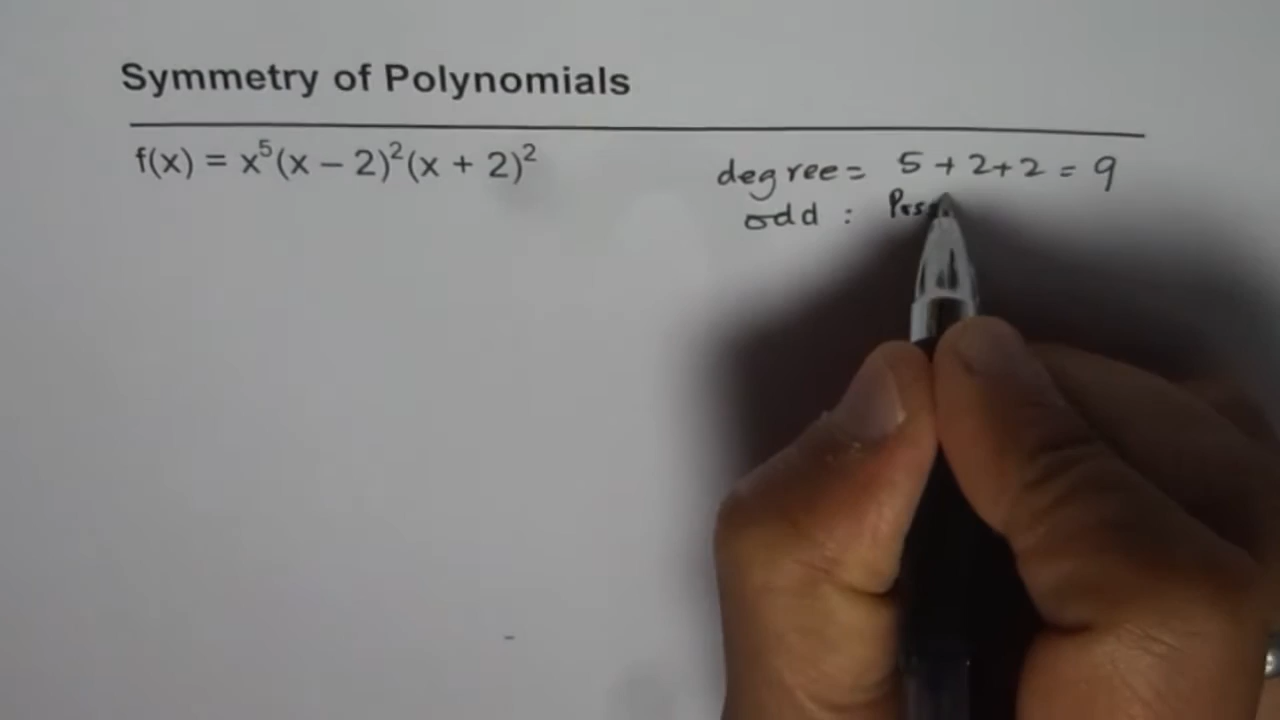 Symmetry of Polynomials
f(x) = x⁵(x – 2)²(x + 2)²
degree = 5 + 2 + 2 = 9
odd :